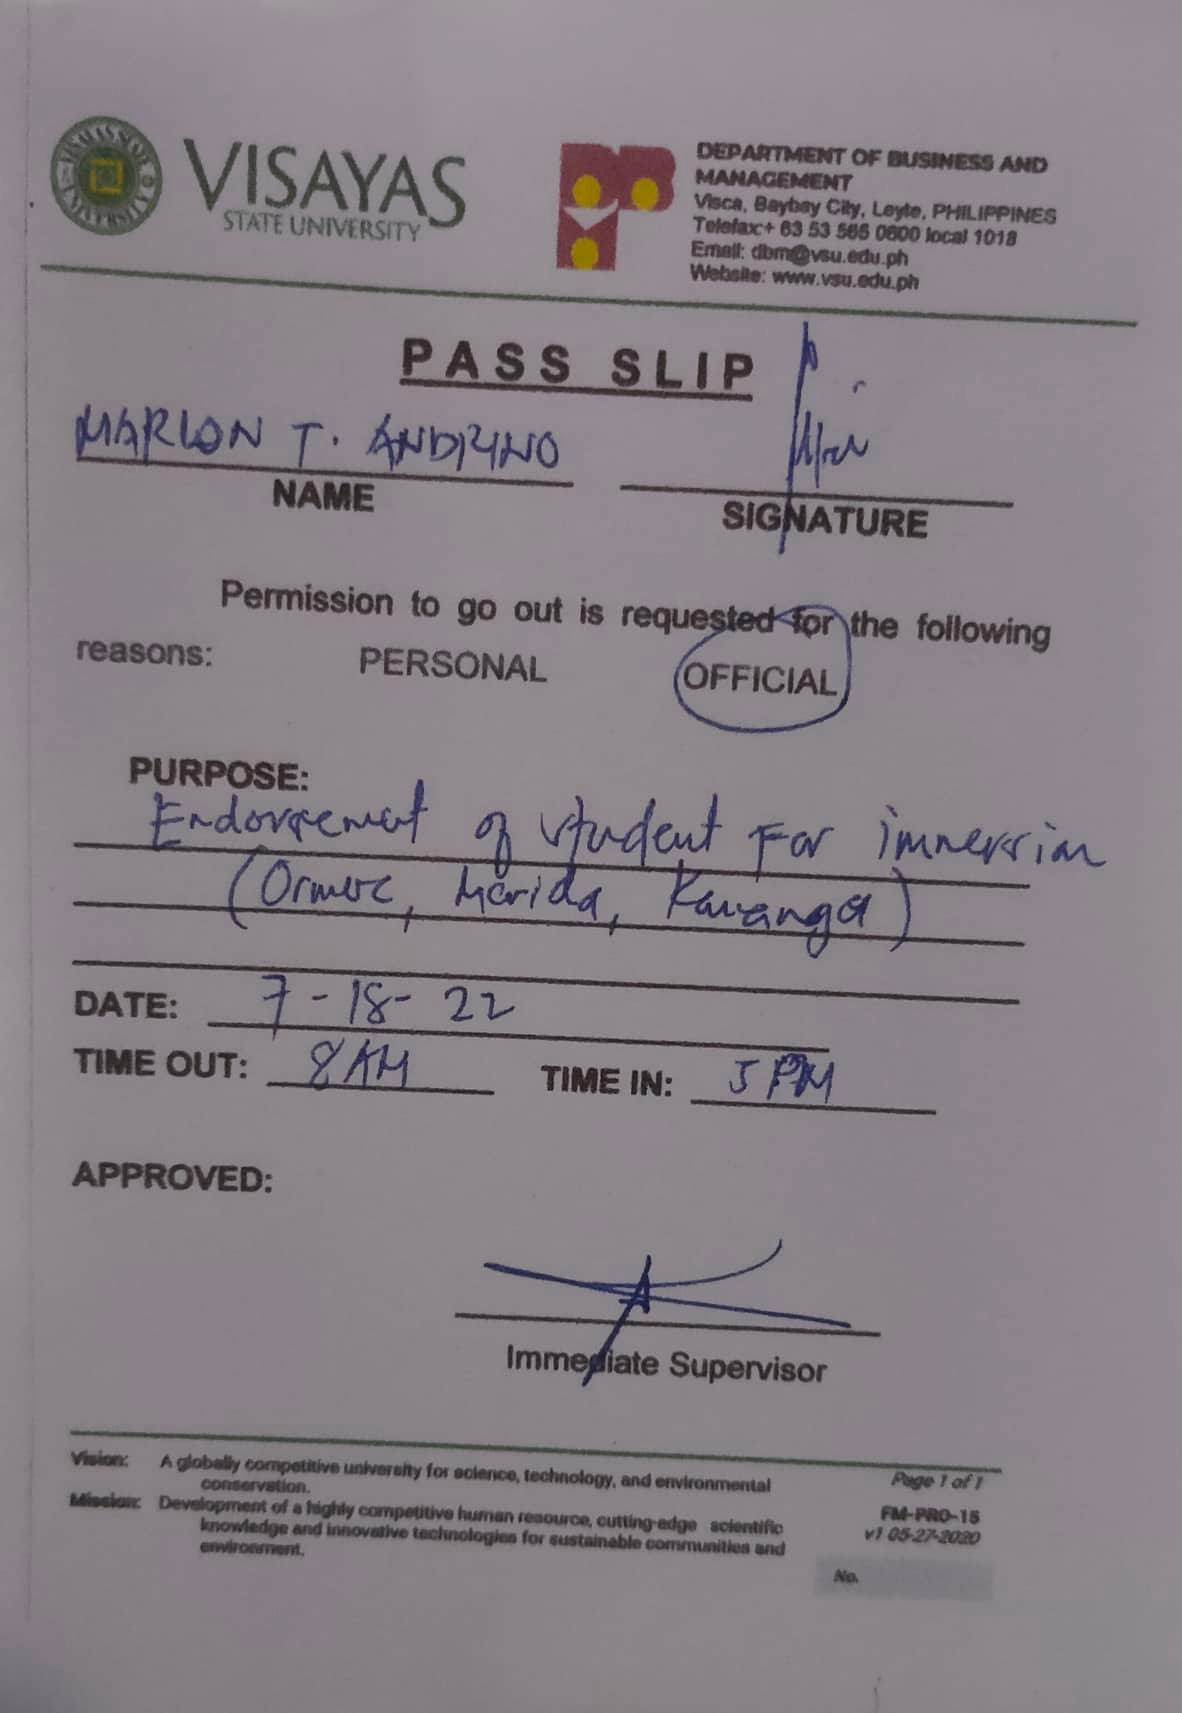 VISAYAS
STATE UNIVERSITY
DEPARTMENT OF BUSINESS AND
MANAGEMENT
Visca, Baybay City, Leyte, PHILIPPINES
Telefax+ 63 53 565 0600 local 1018
Email: dbm@vsu.edu.ph
Website: www.vsu.edu.ph
PASS SLIP
MARLON T.
NAME
SIGNATURE
Permission to go out is requested for the following
reasons: PERSONAL OFFICIAL
PURPOSE:
Endorsement of student For immersion
(Ormoc, Merida, Kananga)
DATE: 7-18-22
TIME OUT: 8AM TIME IN: 5 PM
APPROVED:
Immediate Supervisor
Vision: A globally competitive university for science, technology, and environmental
conservation.
Mission: Development of a highly competitive human resource, cutting-edge scientific
knowledge and innovative technologies for sustainable communities and
environment.
Page 1 of 1
FM-PRO-15
v1 05-27-2020
No.